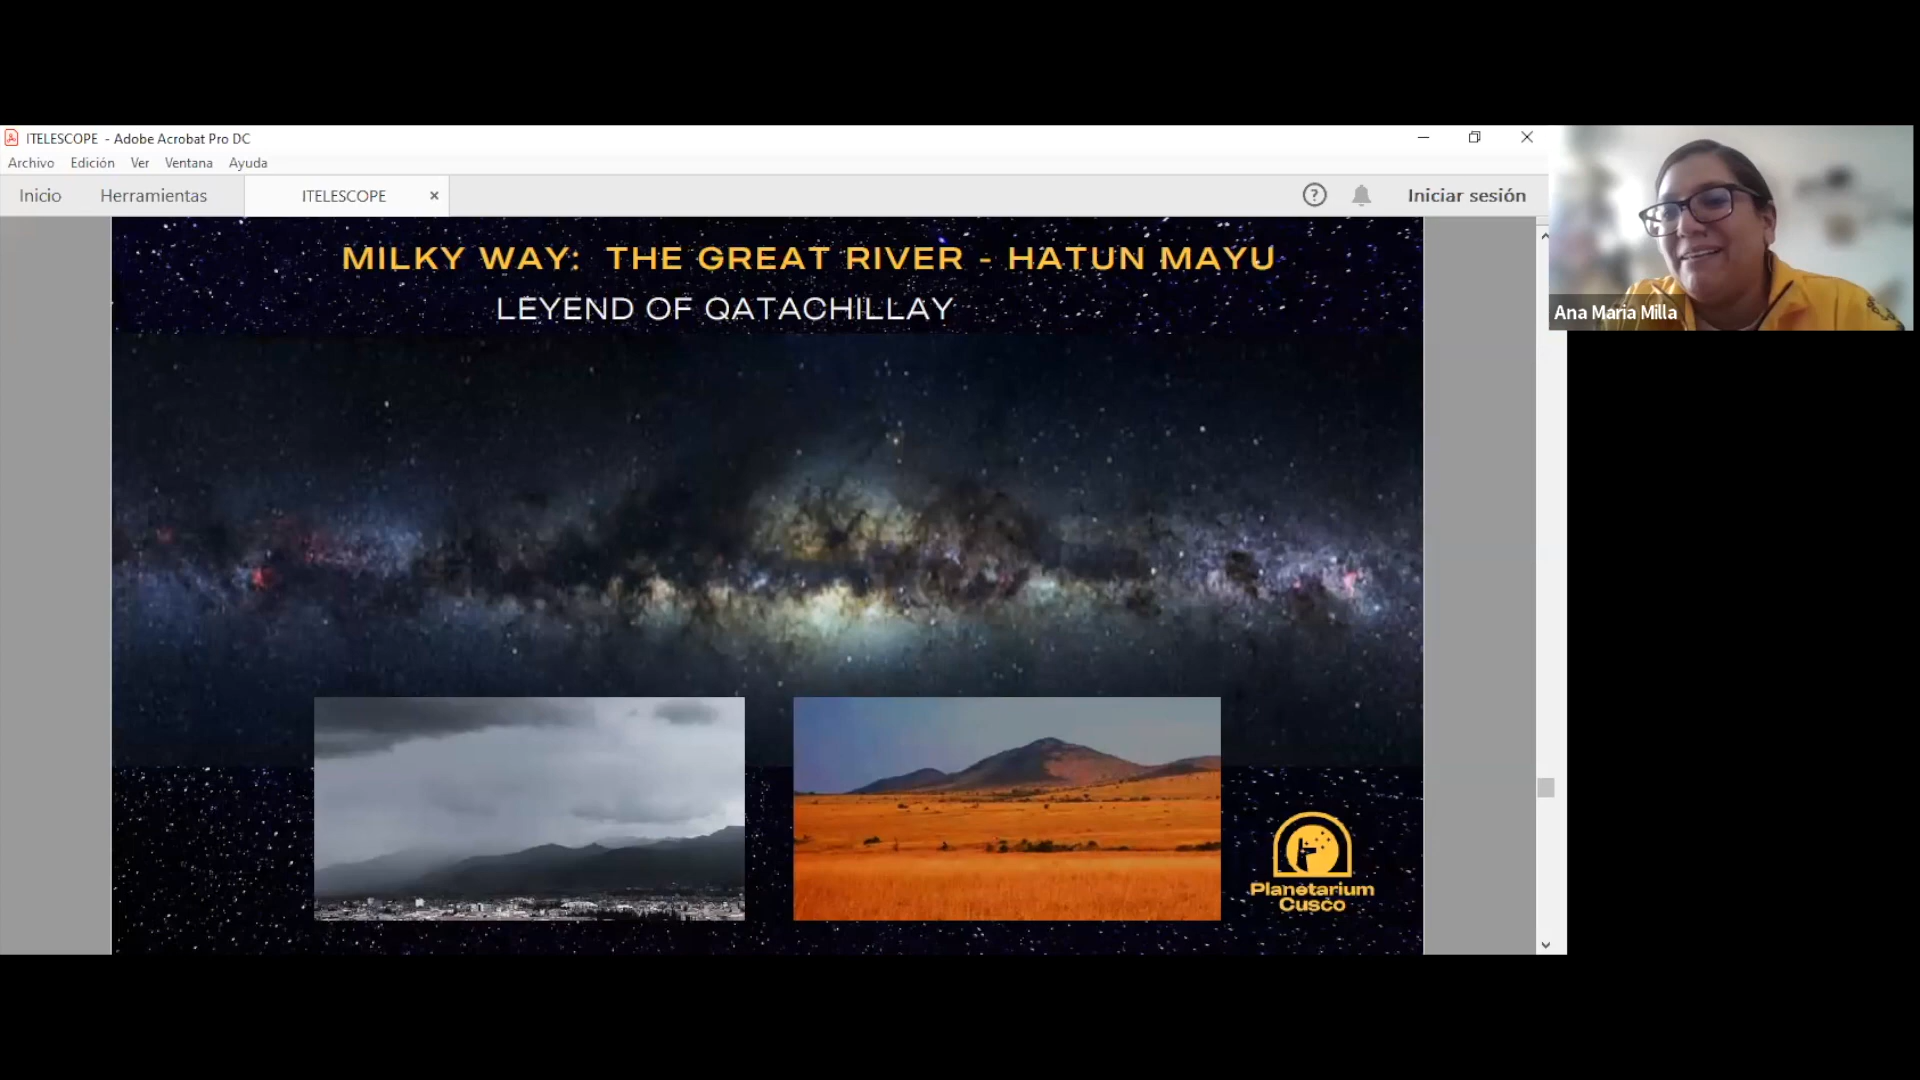 ITELESCOPE - Adobe Acrobat Pro DC
Archivo Edición Ver Ventana Ayuda
Inicio Herramientas ITELESCOPE × ? Iniciar sesión
MILKY WAY: THE GREAT RIVER - HATUN MAYU
LEYEND OF QATACHILLAY
Ana Maria Milla
Planetarium
Cusco